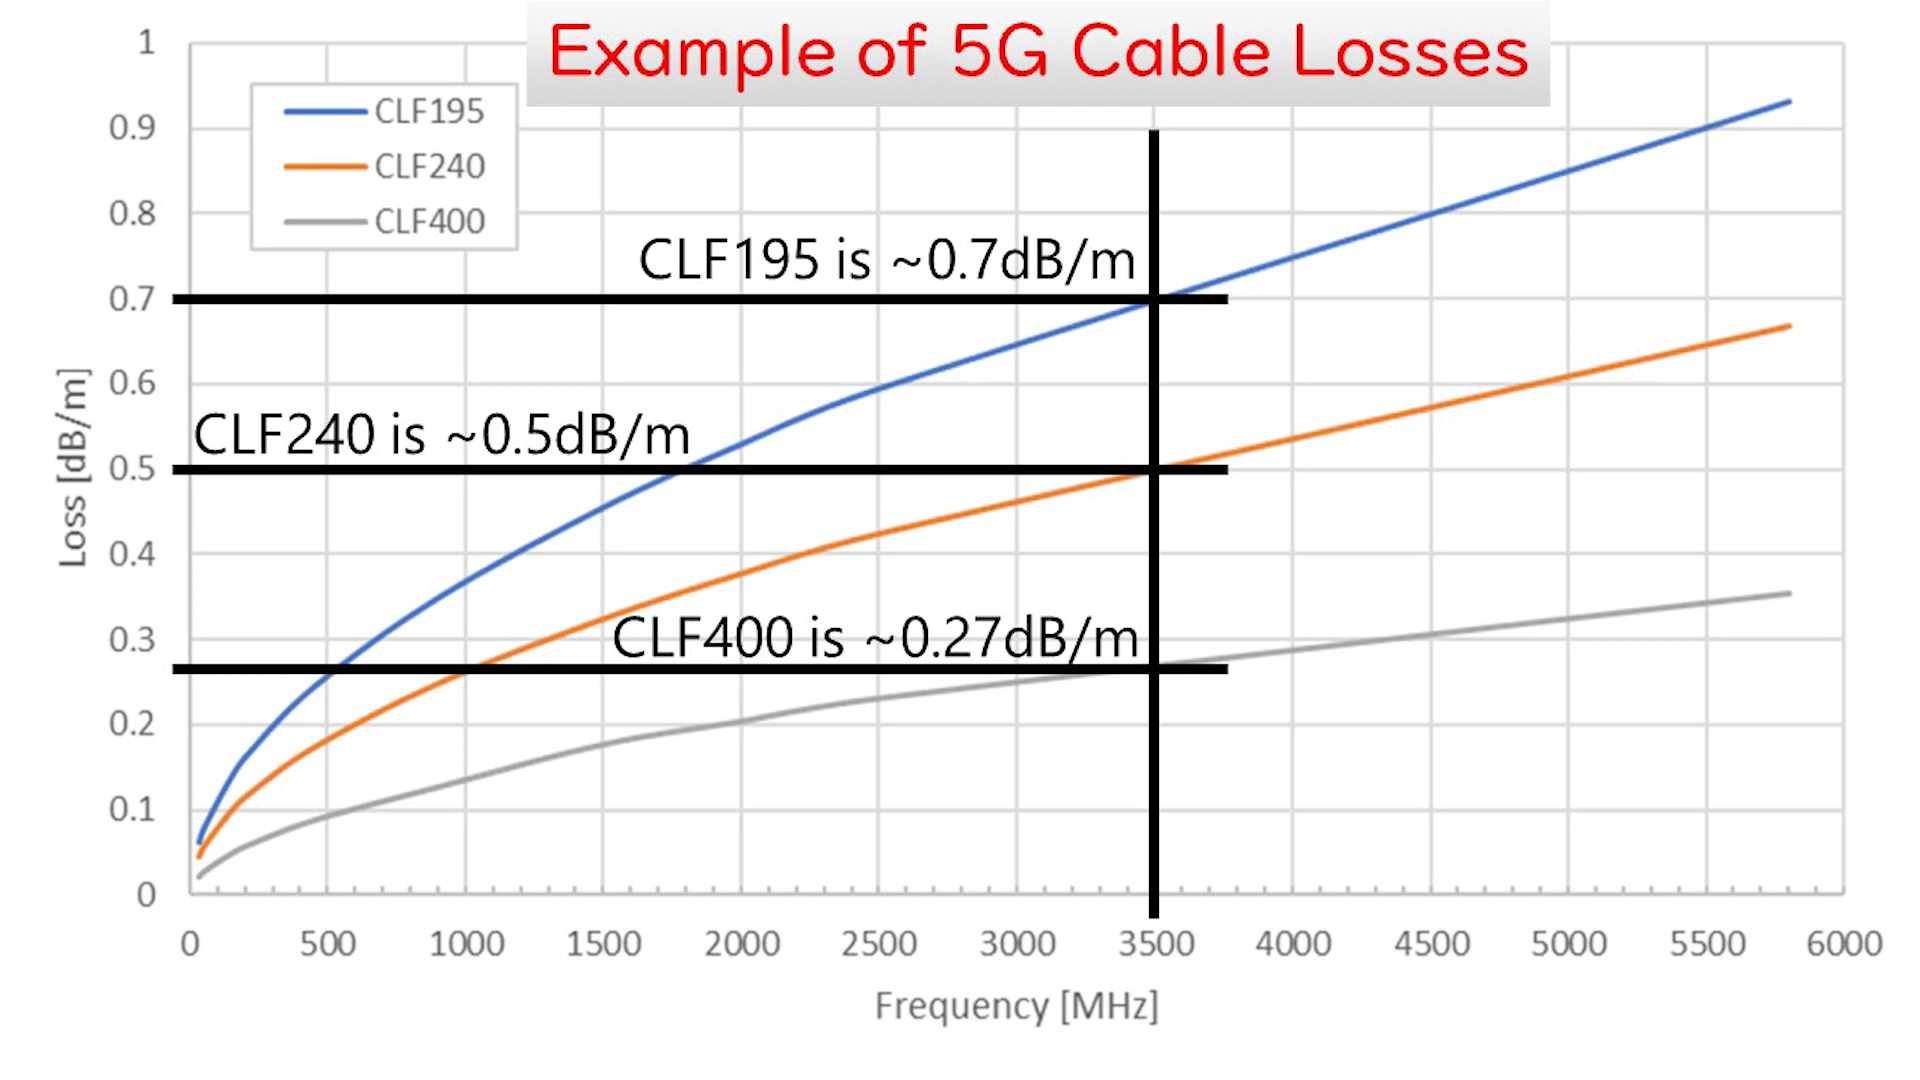 Example of 5G Cable Losses
1
CLF195
0.9
CLF240
0.8
CLF400
CLF195 is ~0.7dB/m
0.7
0.6
CLF240 is ~0.5dB/m
0.5
Loss [dB/m]
0.4
CLF400 is ~0.27dB/m
0.3
0.2
0.1
0
0 500 1000 1500 2000 2500 3000 3500 4000 4500 5000 5500 6000
Frequency [MHz]